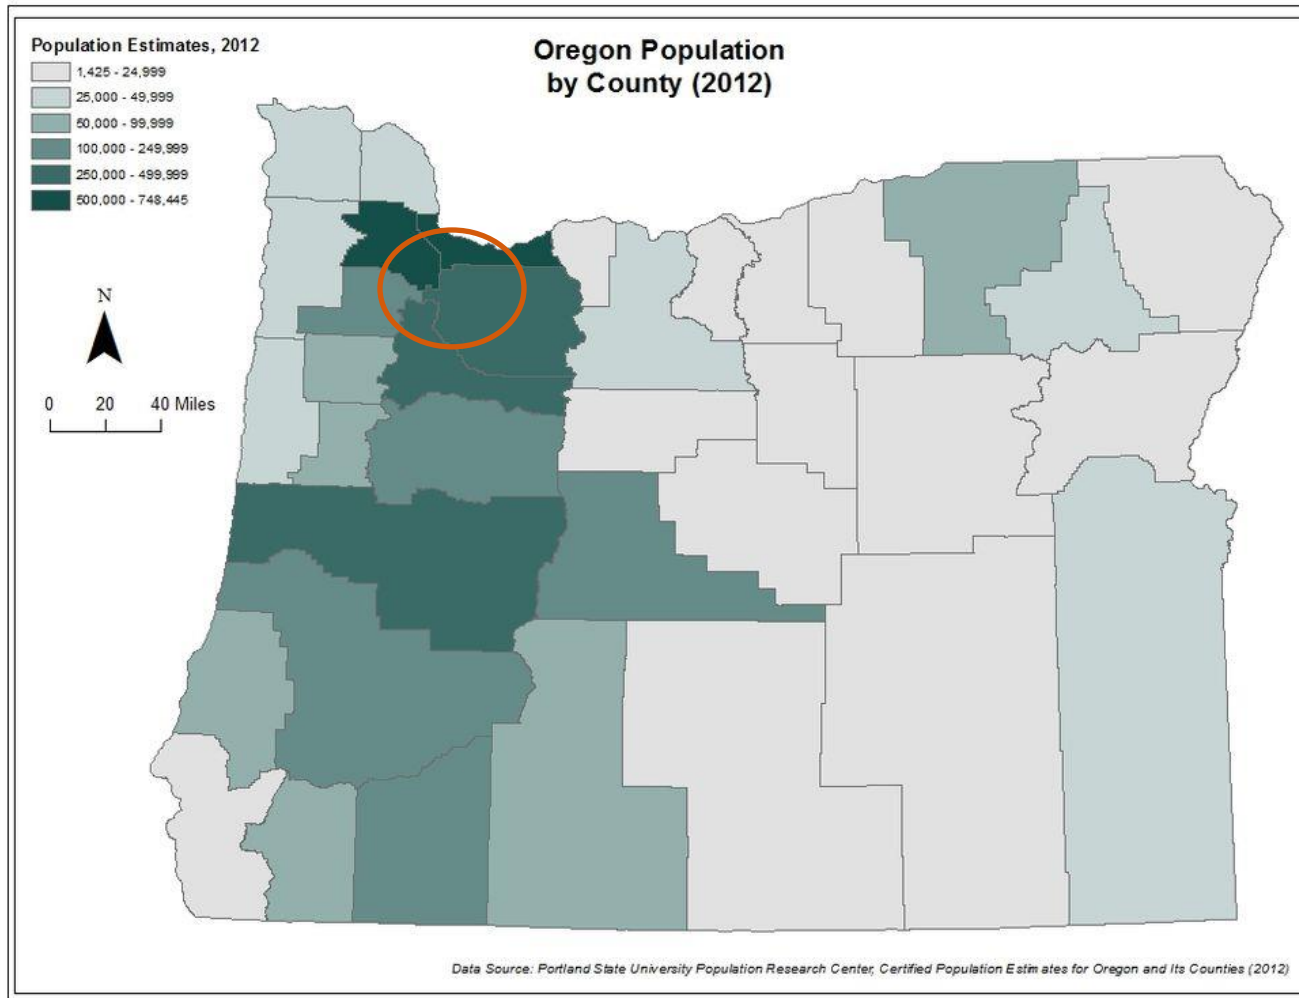 Population Estimates, 2012
1,425 - 24,999
25,000 - 49,999
50,000 - 99,999
100,000 - 249,999
250,000 - 499,999
500,000 - 748,445
Oregon Population
by County (2012)
N
0 20 40 Miles
Data Source: Portland State University Population Research Center, Certified Population Estimates for Oregon and Its Counties (2012)